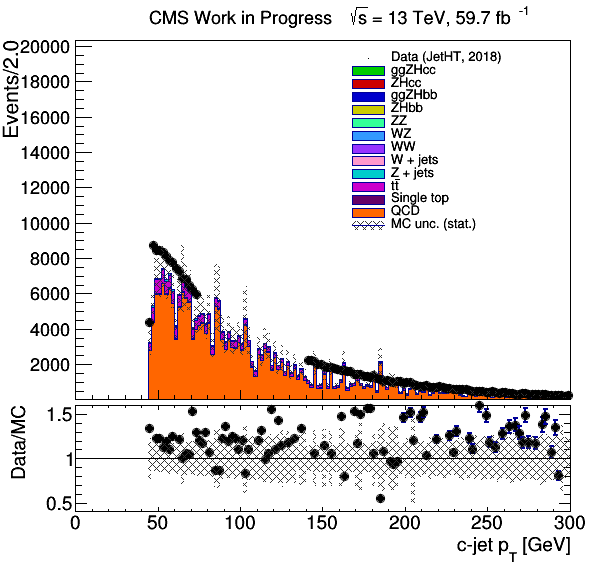 CMS Work in Progress √s = 13 TeV, 59.7 fb -1
Events/2.0
20000
18000
16000
14000
12000
10000
8000
6000
4000
2000
Data (JetHT, 2018)
ggZHcc
ZHcc
ggZHbb
ZHbb
ZZ
WZ
WW
W + jets
Z + jets
tt̄
Single top
QCD
MC unc. (stat.)
Data/MC
1.5
1
0.5
0 50 100 150 200 250 300
c-jet pT [GeV]